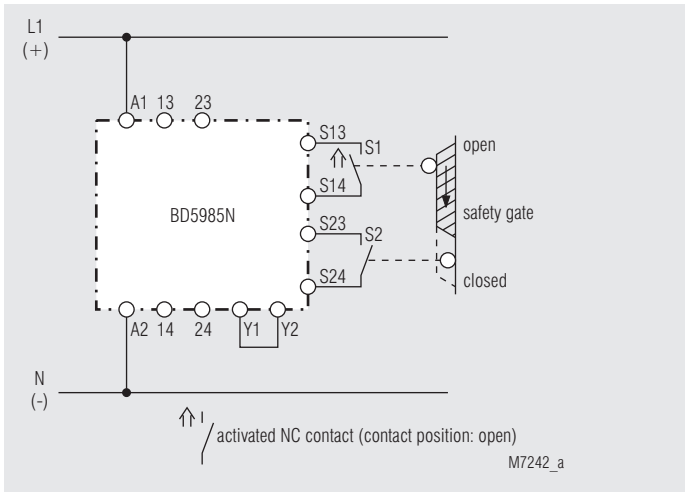 L1
(+)
A1 13 23
S13
S1
open
S14
BD5985N
safety gate
S23
S2
S24
closed
A2 14 24 Y1 Y2
N
(-)
activated NC contact (contact position: open)
M7242_a